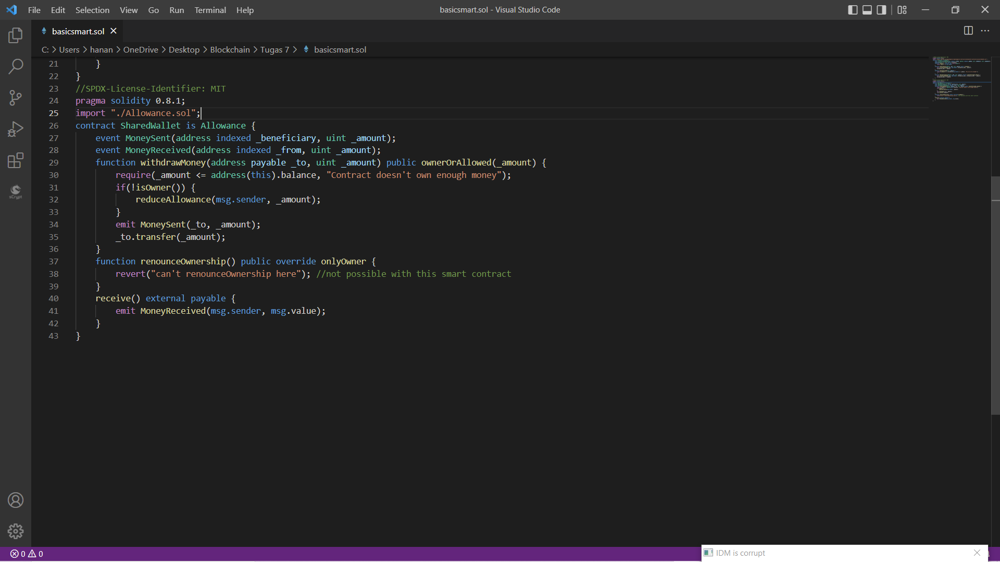 File Edit Selection View Go Run Terminal Help
basicsmart.sol - Visual Studio Code
basicsmart.sol
C: > Users > hanan > OneDrive > Desktop > Blockchain > Tugas 7 > basicsmart.sol
21 }
22 }
23 //SPDX-License-Identifier: MIT
24 pragma solidity 0.8.1;
25 import "./Allowance.sol";
26 contract SharedWallet is Allowance {
27 event MoneySent(address indexed _beneficiary, uint _amount);
28 event MoneyReceived(address indexed _from, uint _amount);
29 function withdrawMoney(address payable _to, uint _amount) public ownerOrAllowed(_amount) {
30 require(_amount <= address(this).balance, "Contract doesn't own enough money");
31 if(!isOwner()) {
32 reduceAllowance(msg.sender, _amount);
33 }
34 emit MoneySent(_to, _amount);
35 _to.transfer(_amount);
36 }
37 function renounceOwnership() public override onlyOwner {
38 revert("can't renounceOwnership here"); //not possible with this smart contract
39 }
40 receive() external payable {
41 emit MoneyReceived(msg.sender, msg.value);
42 }
43 }
sCrypt
0 0
IDM is corrupt